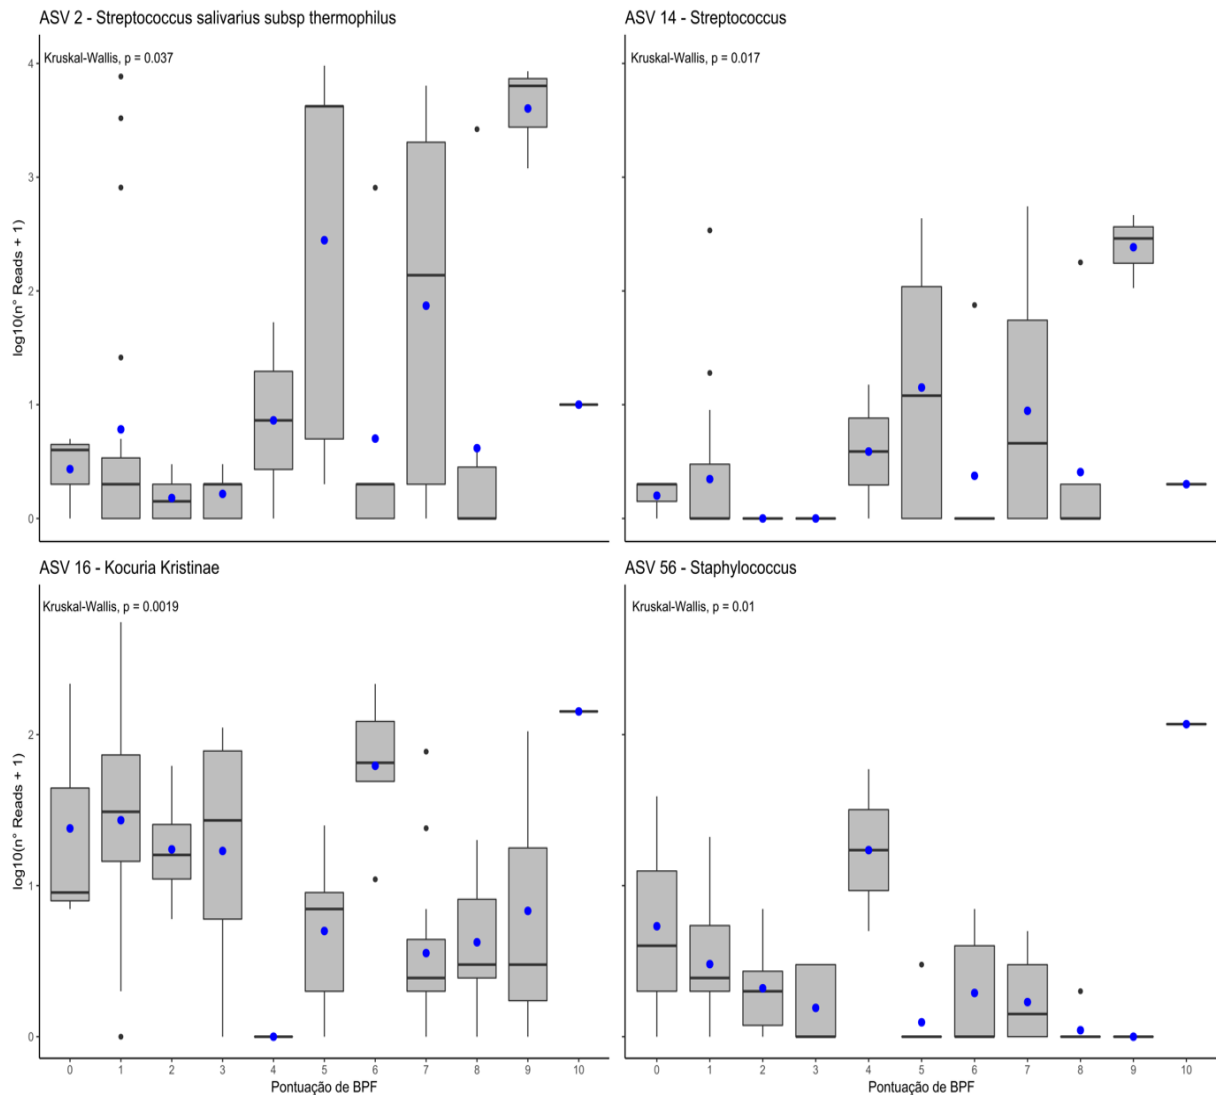 ASV 2 - Streptococcus salivarius subsp thermophilus
Kruskal-Wallis, p = 0.037
4
3
2
1
0
log10(n° Reads + 1)
ASV 14 - Streptococcus
Kruskal-Wallis, p = 0.017
ASV 16 - Kocuria Kristinae
Kruskal-Wallis, p = 0.0019
2
1
0
log10(n° Reads + 1)
0 1 2 3 4 5 6 7 8 9 10
Pontuação de BPF
ASV 56 - Staphylococcus
Kruskal-Wallis, p = 0.01
0 1 2 3 4 5 6 7 8 9 10
Pontuação de BPF